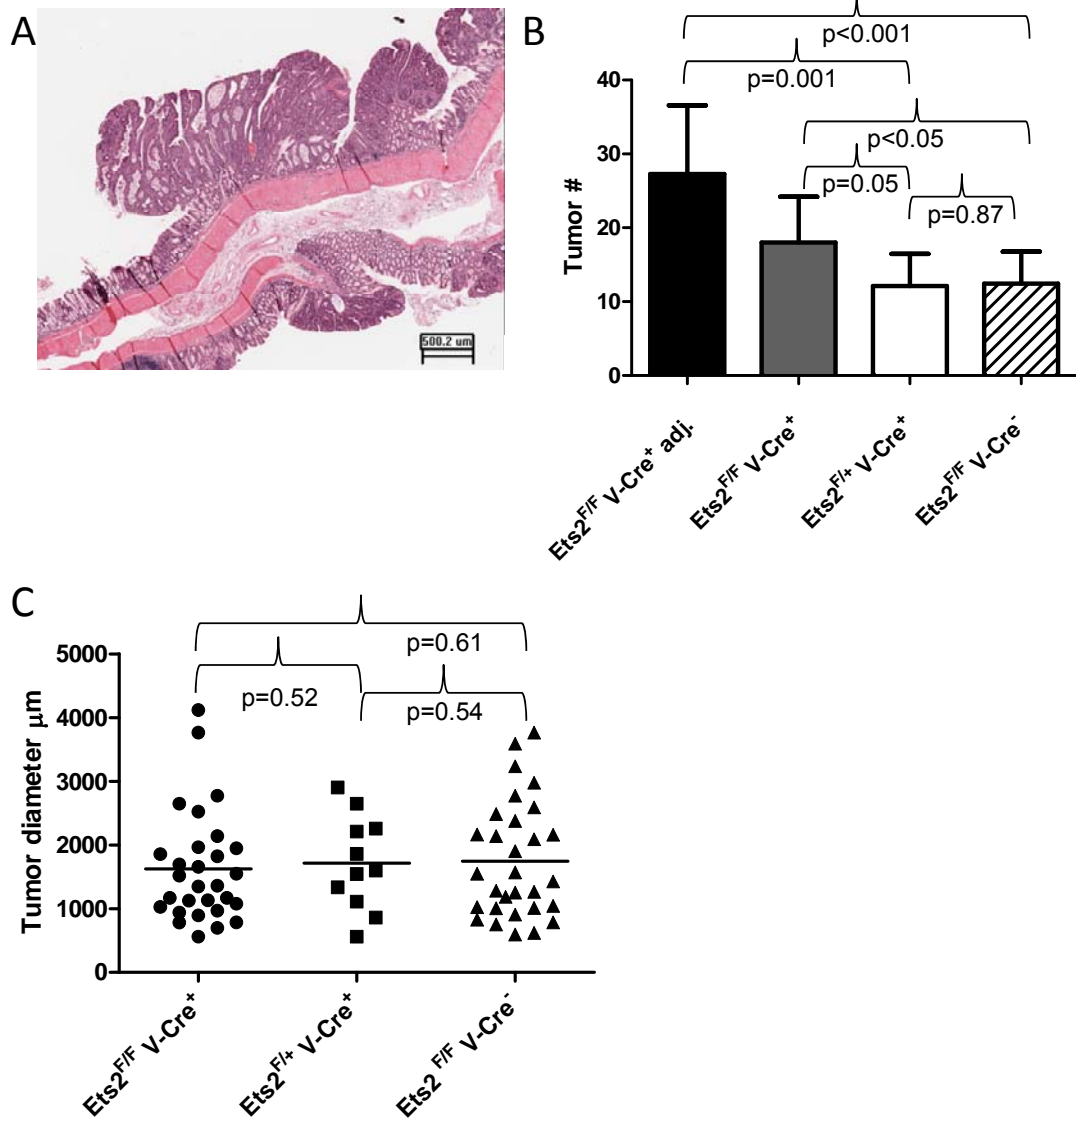 A
500.2 um
B
p<0.001
p=0.001
p<0.05
p=0.05
p=0.87
40
30
20
10
0
Tumor #
Ets2F/F V-Cre+ adj.
Ets2F/F V-Cre+
Ets2F/+ V-Cre+
Ets2F/F V-Cre-
C
p=0.61
p=0.52
p=0.54
5000
4000
3000
2000
1000
0
Tumor diameter μm
Ets2F/F V-Cre+
Ets2F/+ V-Cre+
Ets2 F/F V-Cre-